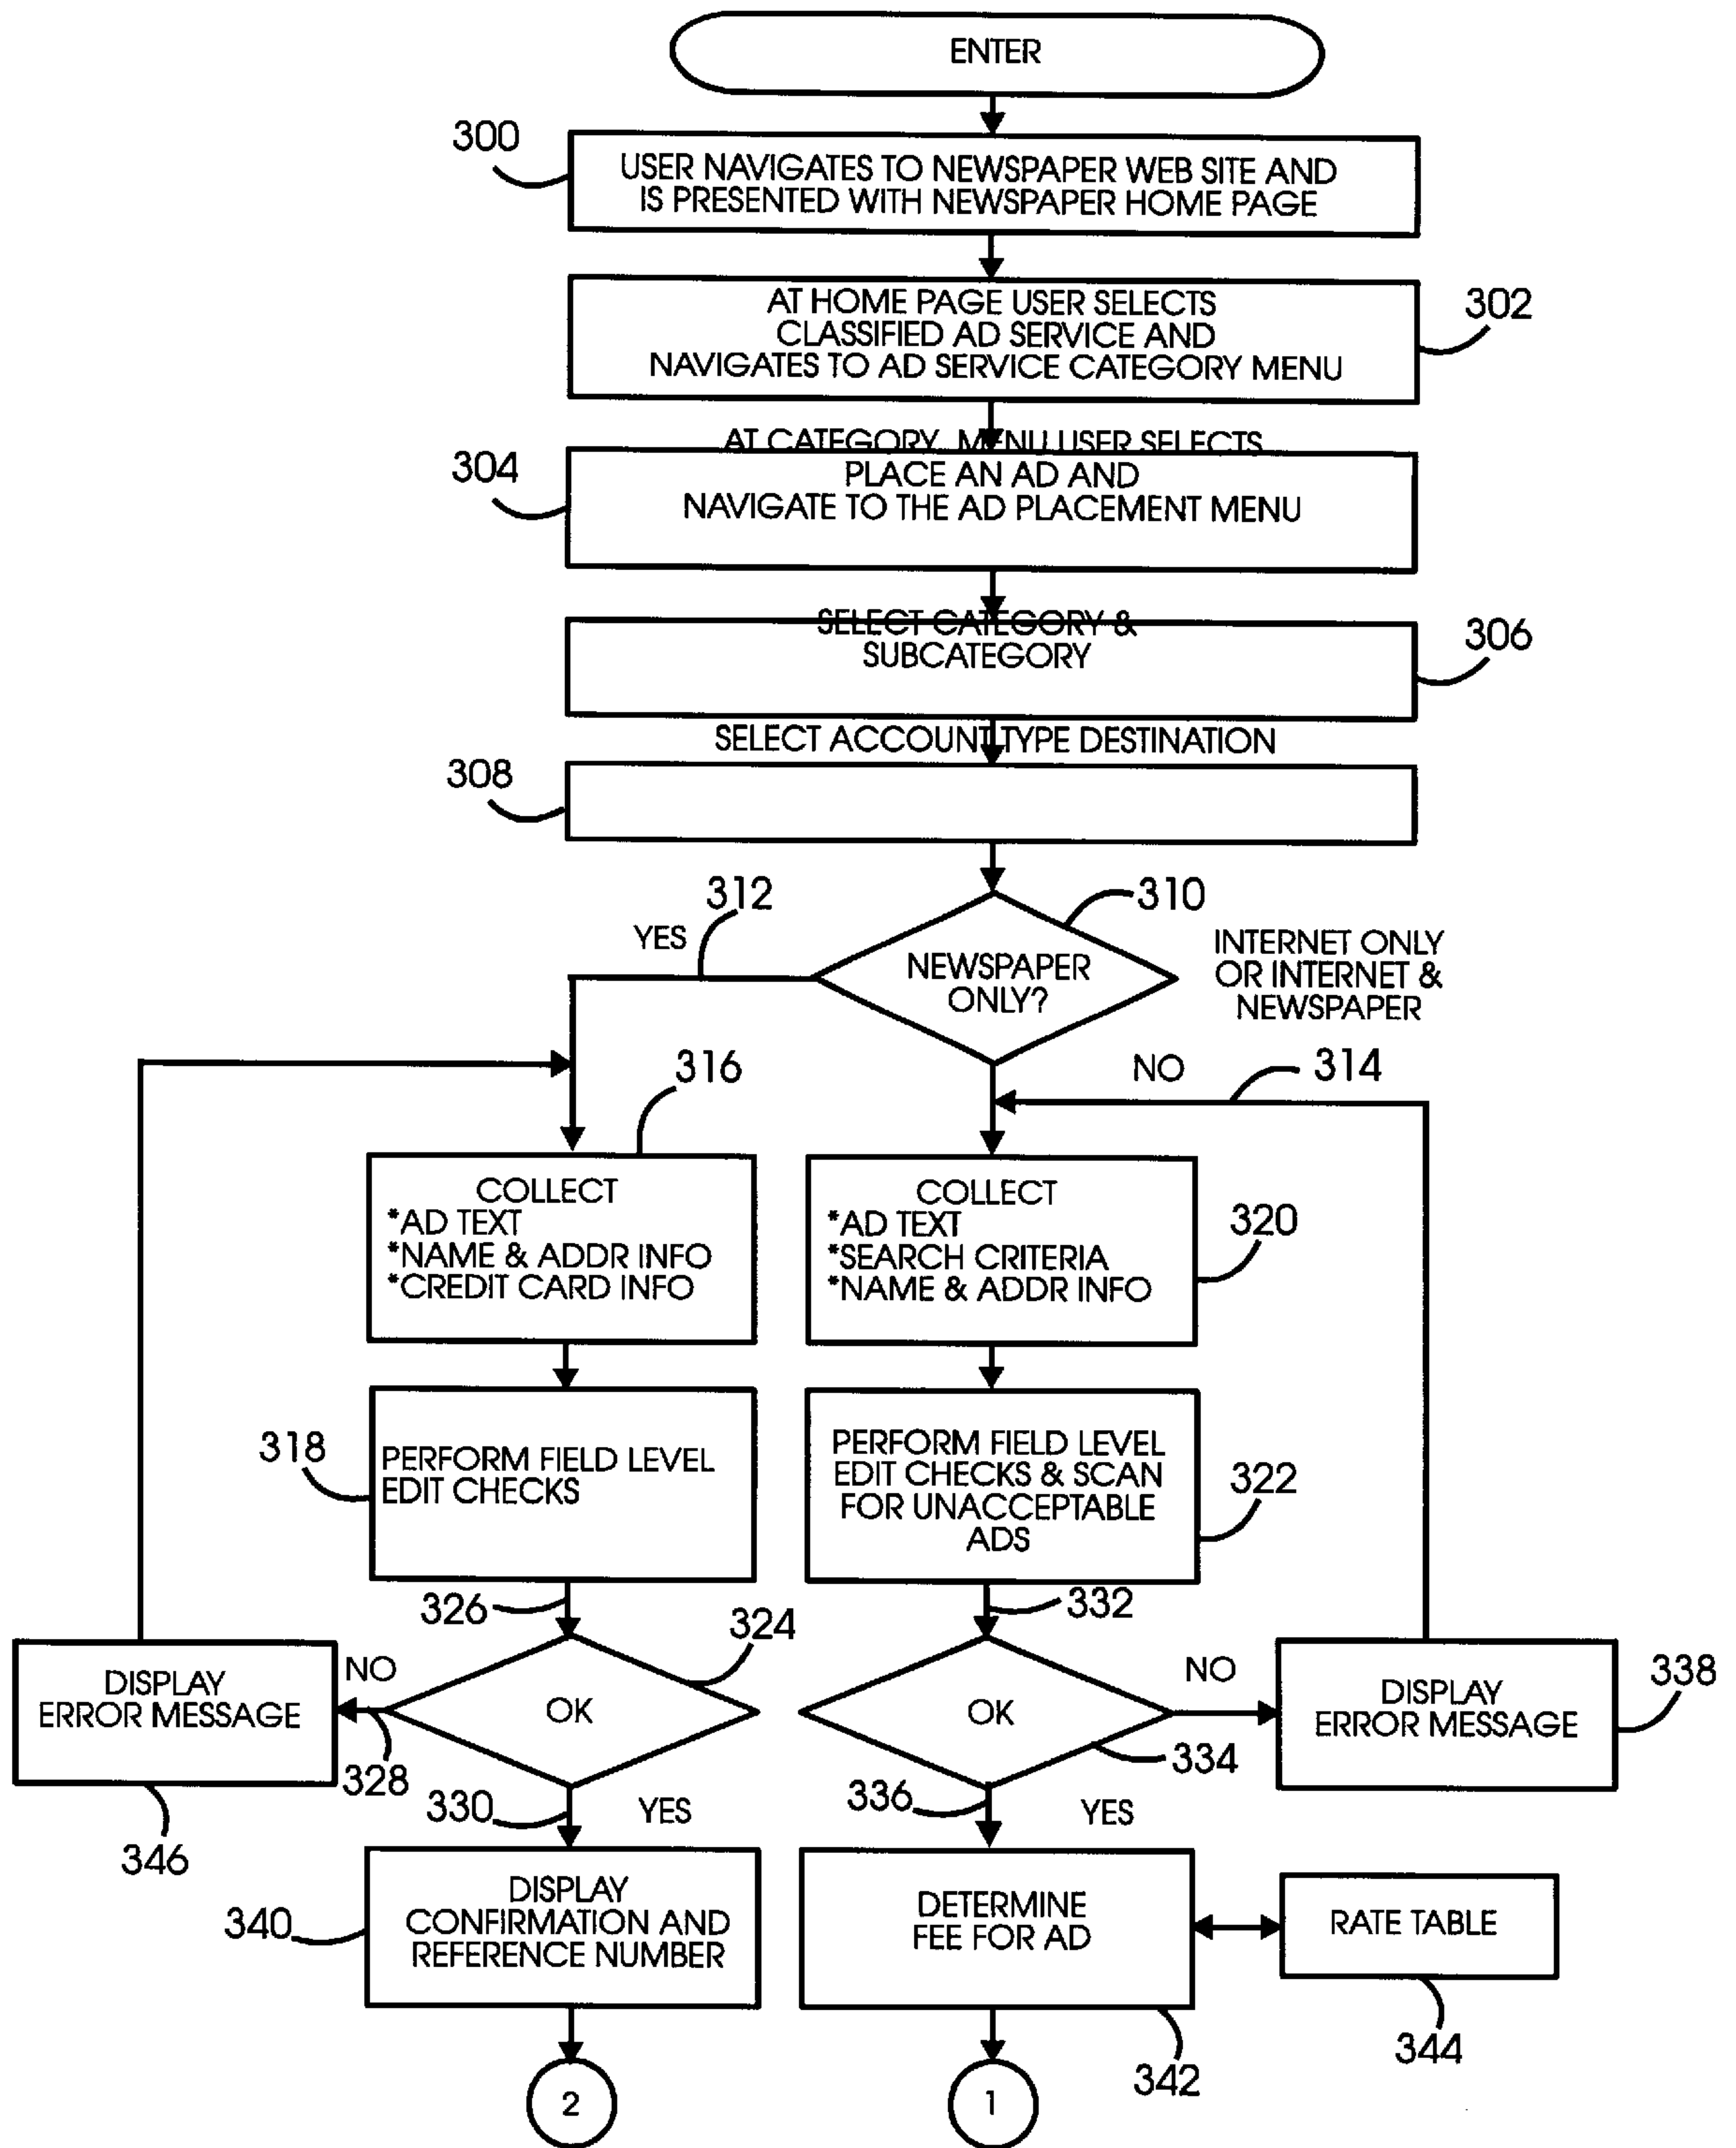 ENTER
300
USER NAVIGATES TO NEWSPAPER WEB SITE AND
IS PRESENTED WITH NEWSPAPER HOME PAGE
AT HOME PAGE USER SELECTS
CLASSIFIED AD SERVICE AND
NAVIGATES TO AD SERVICE CATEGORY MENU
302
AT CATEGORY MENU USER SELECTS
PLACE AN AD AND
NAVIGATE TO THE AD PLACEMENT MENU
304
SELECT CATEGORY &
SUBCATEGORY
306
SELECT ACCOUNT TYPE DESTINATION
308
312
310
YES
NEWSPAPER
ONLY?
INTERNET ONLY
OR INTERNET &
NEWSPAPER
NO
314
316
COLLECT
*AD TEXT
*NAME & ADDR INFO
*CREDIT CARD INFO
COLLECT
*AD TEXT
*SEARCH CRITERIA
*NAME & ADDR INFO
320
318
PERFORM FIELD LEVEL
EDIT CHECKS
PERFORM FIELD LEVEL
EDIT CHECKS & SCAN
FOR UNACCEPTABLE
ADS
322
326
324
332
DISPLAY
ERROR MESSAGE
NO
OK
OK
NO
DISPLAY
ERROR MESSAGE
338
334
328
346
330
YES
336
YES
340
DISPLAY
CONFIRMATION AND
REFERENCE NUMBER
DETERMINE
FEE FOR AD
RATE TABLE
344
342
2
1